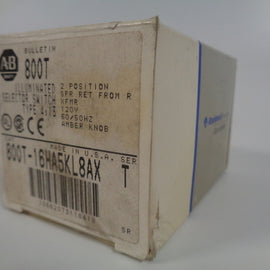 AB
BULLETIN
800T
ILLUMINATED
SELECTOR SWITCH
TYPE 4, 13
2 POSITION
SPR RET FROM R
XFMR
120V
60/50HZ
AMBER KNOB
MADE IN U.S.A.
SER
800T-16HA5KL8AX
T
SR